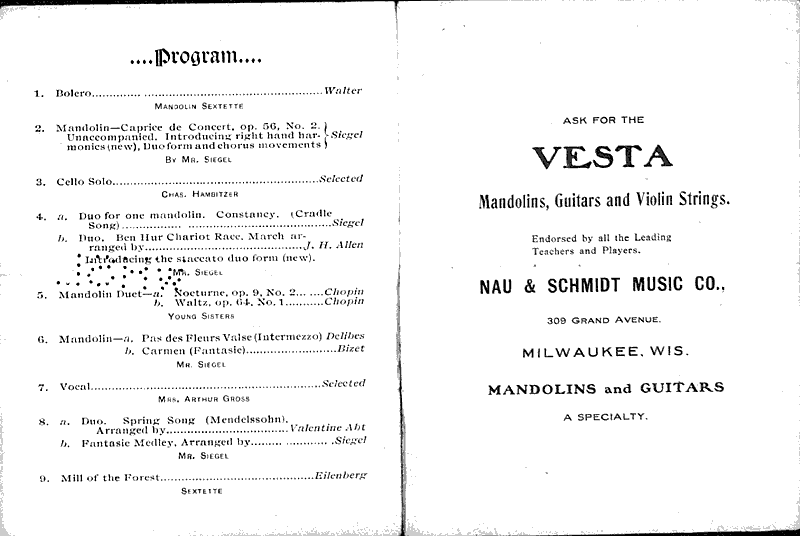 ....Program....
1. Bolero.......................................................Walter
MANDOLIN SEXTETTE
2. Mandolin—Caprice de Concert, op. 56, No. 2.
Unaccompanied. Introducing right hand har- Siegel
monics (new), Duo form and chorus movements
BY MR. SIEGEL
3. Cello Solo.......................................................Selected
CHAS. HAMBITZER
4. a. Duo for one mandolin. Constancy. (Cradle
Song).......................................................Siegel
b. Duo. Ben Hur Chariot Race. March ar-
ranged by.......................................J. H. Allen
Introducing the staccato duo form (new).
MR. SIEGEL
5. Mandolin Duet—a. Nocturne, op. 9, No. 2... ....Chopin
b. Waltz, op. 64, No. 1..........Chopin
YOUNG SISTERS
6. Mandolin—a. Pas des Fleurs Valse (Intermezzo) Delibes
b. Carmen (Fantasie).......................Bizet
MR. SIEGEL
7. Vocal.......................................................Selected
MRS. ARTHUR GROSS
8. a. Duo. Spring Song (Mendelssohn).
Arranged by...............................Valentine Abt
b. Fantasie Medley, Arranged by......... ............ .Siegel
MR. SIEGEL
9. Mill of the Forest.......................................Eilenberg
SEXTETTE
ASK FOR THE
VESTA
Mandolins, Guitars and Violin Strings.
Endorsed by all the Leading
Teachers and Players.
NAU & SCHMIDT MUSIC CO.,
309 GRAND AVENUE.
MILWAUKEE, WIS.
MANDOLINS and GUITARS
A SPECIALTY.